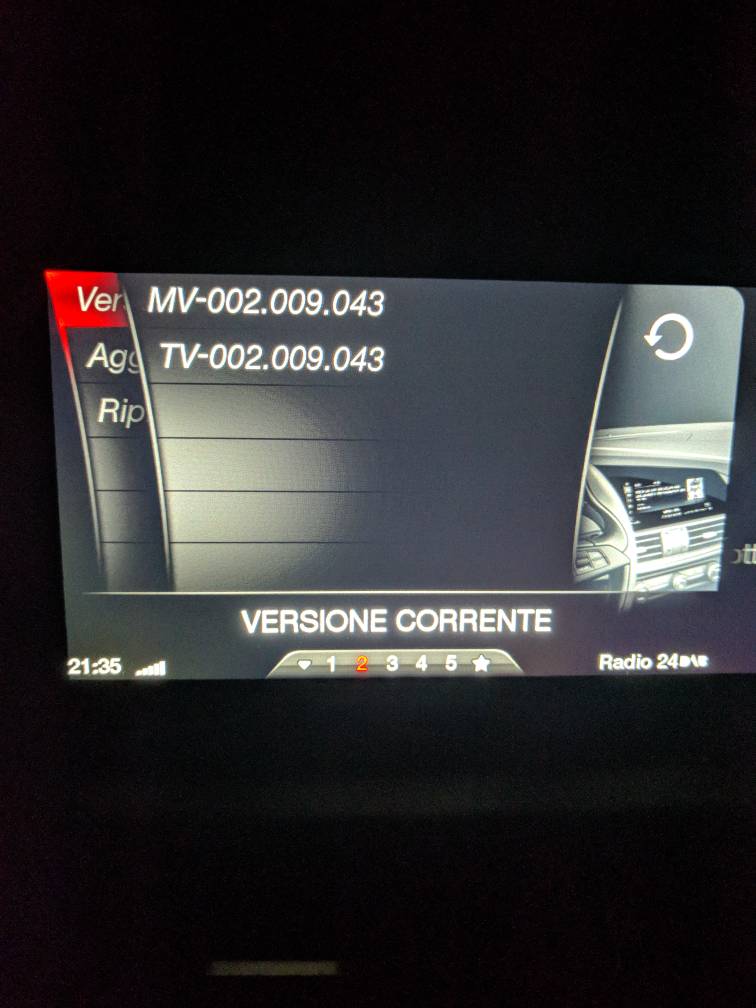 Ver
MV-002.009.043
Agg
TV-002.009.043
Rip
VERSIONE CORRENTE
21:35
1 2 3 4 5
Radio 24